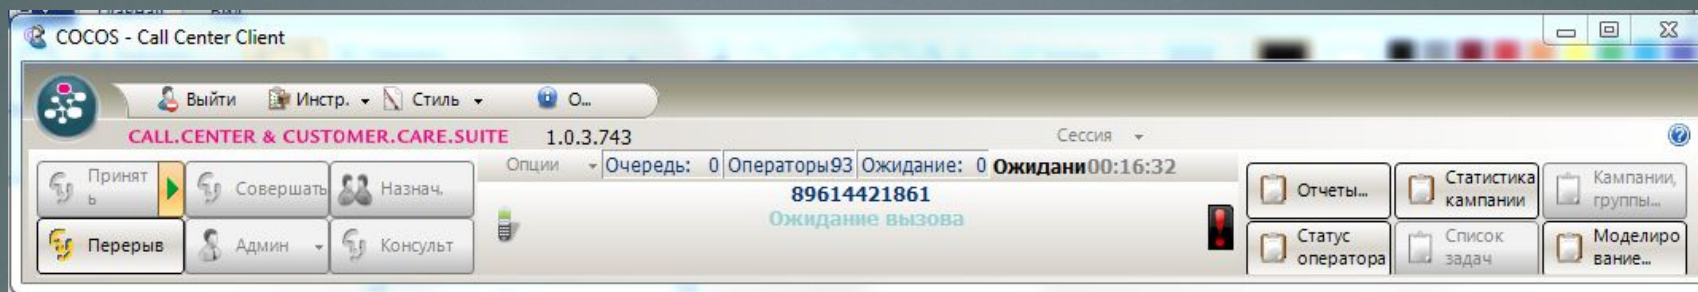 COCOS - Call Center Client
Выйти Инстр. Стиль О...
CALL.CENTER & CUSTOMER.CARE.SUITE 1.0.3.743 Сессия
Опции Очередь: 0 Операторы93 Ожидание: 0 Ожидани00:16:32
89614421861
Ожидание вызова
Принят
ь
Совершать
Назнач.
Перерыв
Админ
Консульт
Отчеты...
Статистика
кампании
Кампании,
группы...
Статус
оператора
Список
задач
Моделиро
вание...